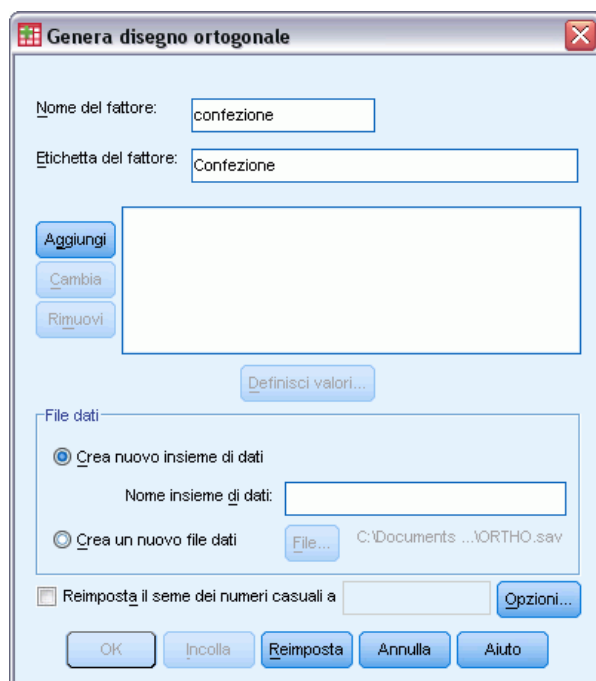 Genera disegno ortogonale
Nome del fattore: confezione
Etichetta del fattore: Confezione
Aggiungi
Cambia
Rimuovi
Definisci valori...
File dati
Crea nuovo insieme di dati
Nome insieme di dati:
Crea un nuovo file dati File... C:\Documents ...\ORTHO.sav
Reimposta il seme dei numeri casuali a Opzioni...
OK Incolla Reimposta Annulla Aiuto